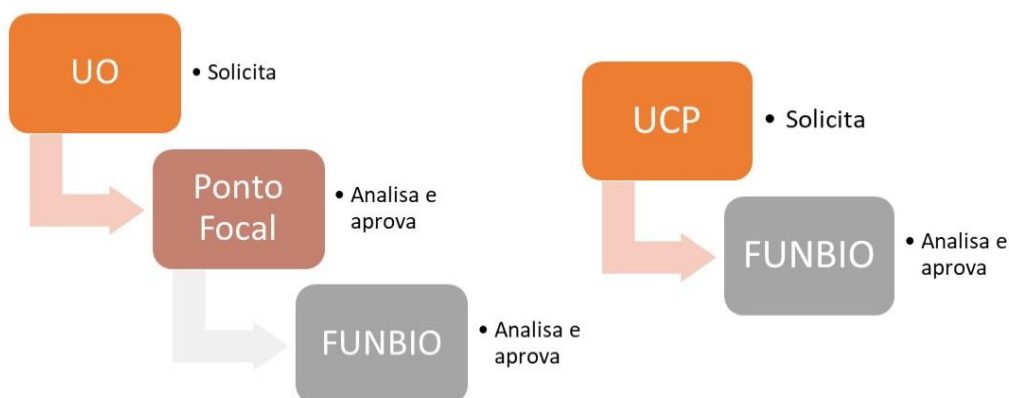 UO
• Solicita
Ponto
Focal
• Analisa e
aprova
FUNBIO
• Analisa e
aprova
UCP
• Solicita
FUNBIO
• Analisa e
aprova